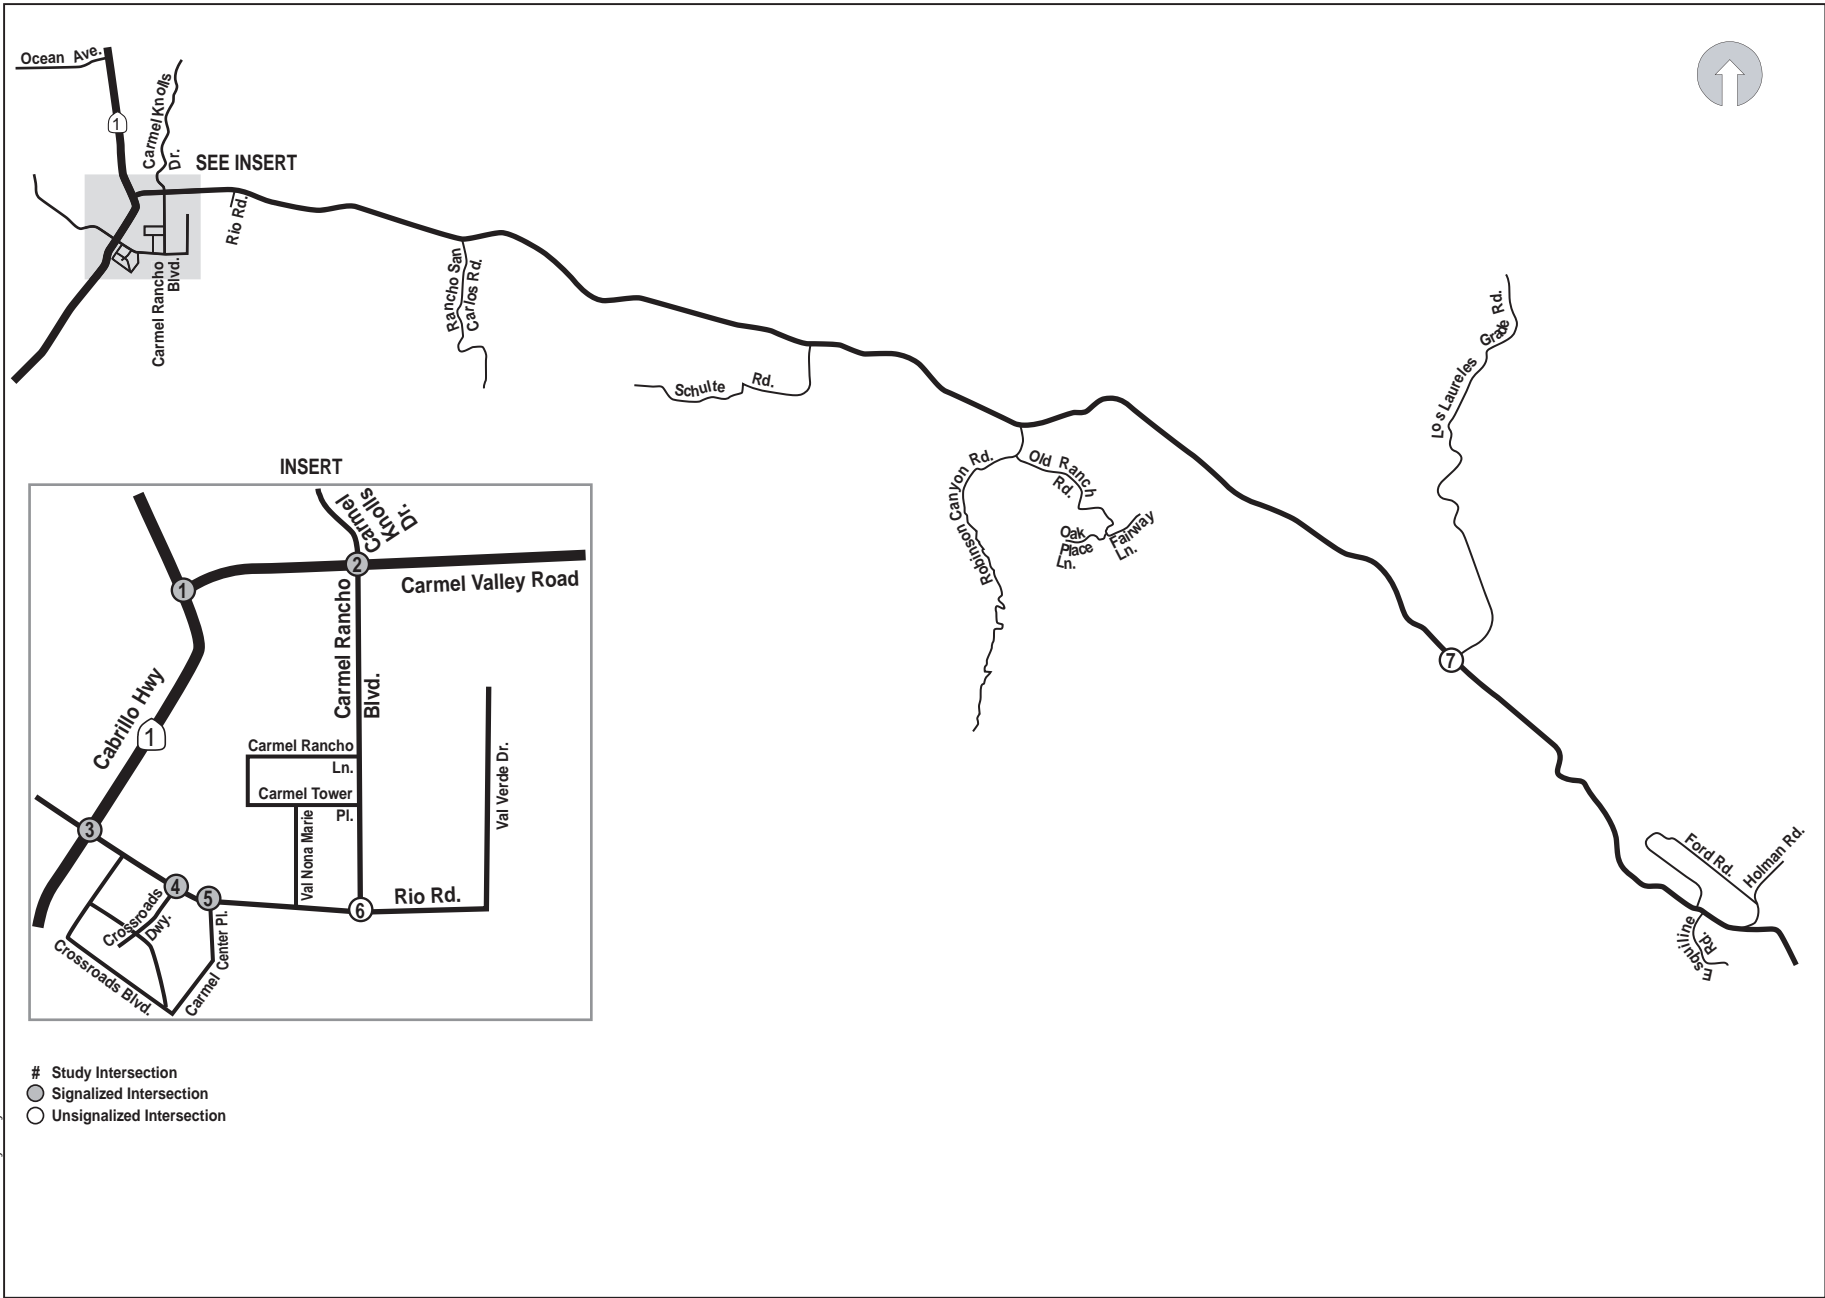 Ocean Ave.
1
Carmel Knolls
Dr.
SEE INSERT
Rio Rd.
Carmel Rancho
Blvd.
Rancho San
Carlos Rd.
Schulte Rd.
Robinson Canyon Rd.
Old Ranch
Rd.
Oak
Place
Ln.
Fairway
Ln.
Los Laureles Grade Rd.
7
Ford Rd.
Holman Rd.
Esquiline
Rd.
INSERT
Carmel
Knolls
Dr.
2
Carmel Valley Road
1
Carmel Rancho
Blvd.
Cabrillo Hwy
1
Carmel Rancho
Ln.
Carmel Tower
Pl.
Val Nona Marie
Val Verde Dr.
3
4
5
6
Rio Rd.
Crossroads
Dwy.
Crossroads Blvd.
Carmel Center Pl.
# Study Intersection
Signalized Intersection
Unsignalized Intersection